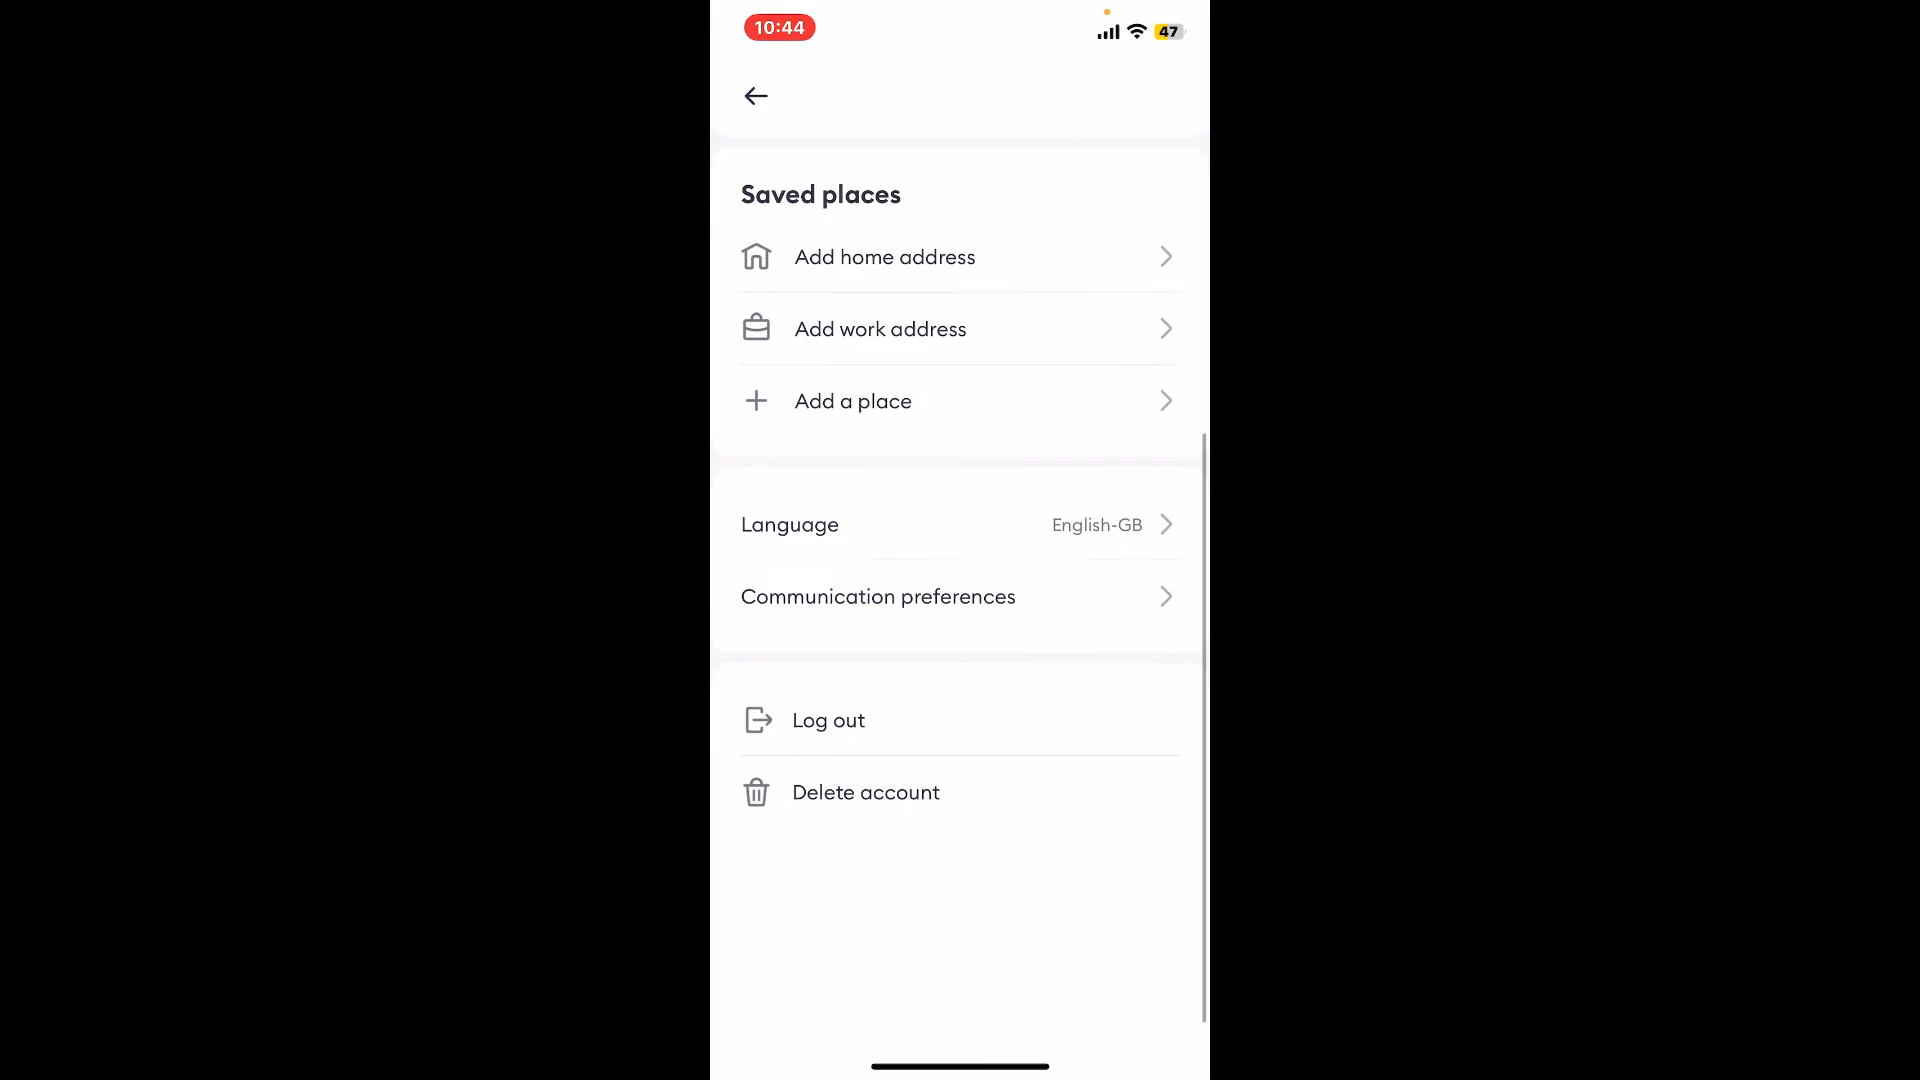 10:44
47
Saved places
Add home address
Add work address
Add a place
Language English-GB
Communication preferences
Log out
Delete account